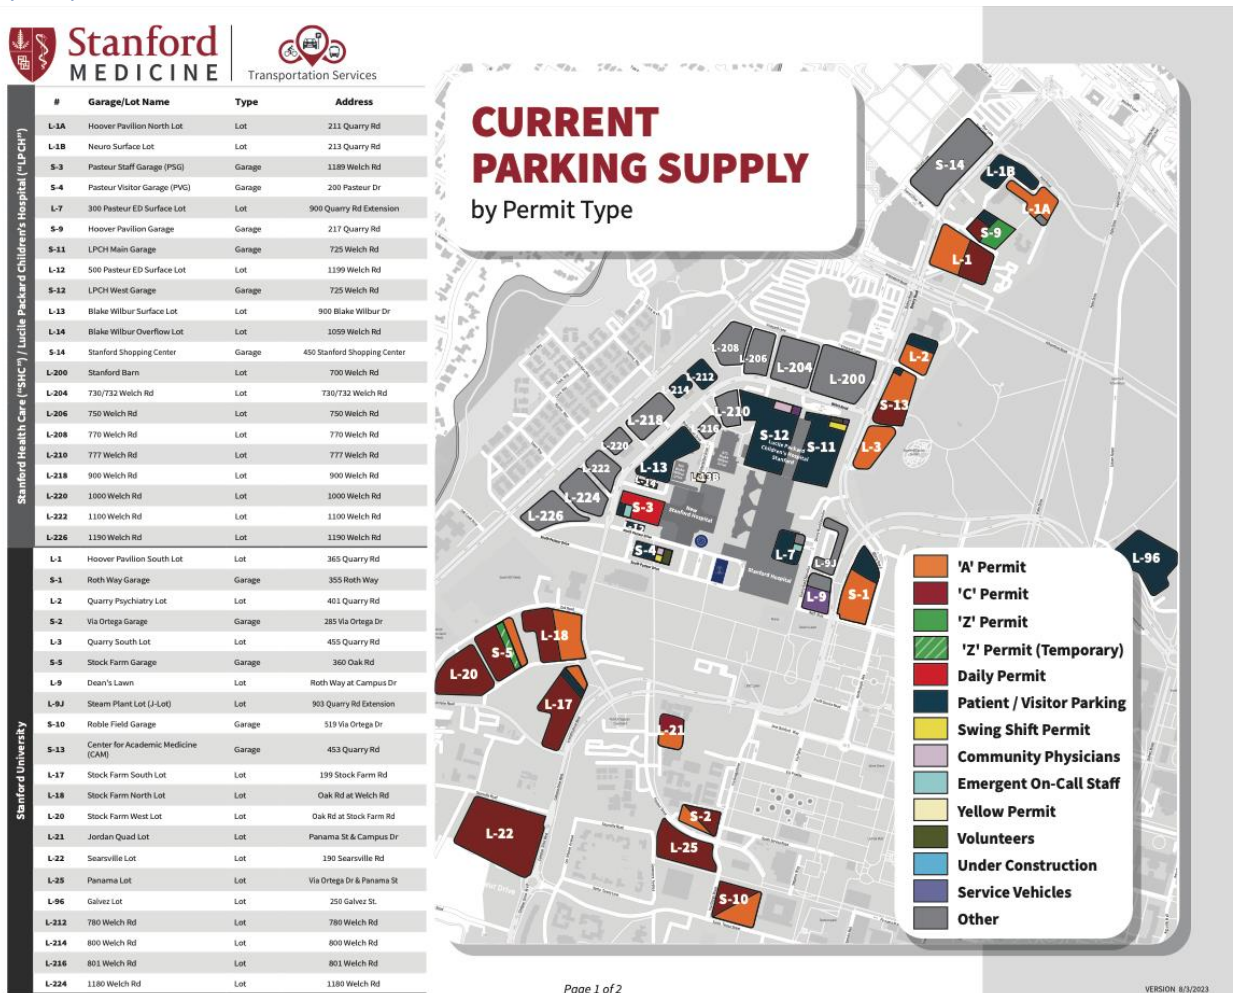 Stanford
MEDICINE
Transportation Services
CURRENT
PARKING SUPPLY
by Permit Type
Stanford Health Care ("SHC") / Lucile Packard Children's Hospital ("LPCH")
# Garage/Lot Name Type Address
L-1A Hoover Pavilion North Lot Lot 211 Quarry Rd
L-1B Neuro Surface Lot Lot 213 Quarry Rd
S-3 Pasteur Staff Garage (PSG) Garage 1189 Welch Rd
S-4 Pasteur Visitor Garage (PVG) Garage 200 Pasteur Dr
L-7 300 Pasteur ED Surface Lot Lot 900 Quarry Rd Extension
S-9 Hoover Pavilion Garage Garage 217 Quarry Rd
S-11 LPCH Main Garage Garage 725 Welch Rd
L-12 500 Pasteur ED Surface Lot Lot 1199 Welch Rd
S-12 LPCH West Garage Garage 725 Welch Rd
L-13 Blake Wilbur Surface Lot Lot 900 Blake Wilbur Dr
L-14 Blake Wilbur Overflow Lot Lot 1059 Welch Rd
S-14 Stanford Shopping Center Garage 450 Stanford Shopping Center
L-200 Stanford Barn Lot 700 Welch Rd
L-204 730/732 Welch Rd Lot 730/732 Welch Rd
L-206 750 Welch Rd Lot 750 Welch Rd
L-208 770 Welch Rd Lot 770 Welch Rd
L-210 777 Welch Rd Lot 777 Welch Rd
L-218 900 Welch Rd Lot 900 Welch Rd
L-220 1000 Welch Rd Lot 1000 Welch Rd
L-222 1100 Welch Rd Lot 1100 Welch Rd
L-226 1190 Welch Rd Lot 1190 Welch Rd
Stanford University
L-1 Hoover Pavilion South Lot Lot 365 Quarry Rd
S-1 Roth Way Garage Garage 355 Roth Way
L-2 Quarry Psychiatry Lot Lot 401 Quarry Rd
S-2 Via Ortega Garage Garage 285 Via Ortega Dr
L-3 Quarry South Lot Lot 455 Quarry Rd
S-5 Stock Farm Garage Garage 360 Oak Rd
L-9 Dean's Lawn Lot Roth Way at Campus Dr
L-9J Steam Plant Lot (J-Lot) Lot 903 Quarry Rd Extension
S-10 Roble Field Garage Garage 519 Via Ortega Dr
S-13 Center for Academic Medicine (CAM) Garage 453 Quarry Rd
L-17 Stock Farm South Lot Lot 199 Stock Farm Rd
L-18 Stock Farm North Lot Lot Oak Rd at Welch Rd
L-20 Stock Farm West Lot Lot Oak Rd at Stock Farm Rd
L-21 Jordan Quad Lot Lot Panama St & Campus Dr
L-22 Searsville Lot Lot 190 Searsville Rd
L-25 Panama Lot Lot Via Ortega Dr & Panama St
L-96 Galvez Lot Lot 250 Galvez St.
L-212 780 Welch Rd Lot 780 Welch Rd
L-214 800 Welch Rd Lot 800 Welch Rd
L-216 801 Welch Rd Lot 801 Welch Rd
L-224 1180 Welch Rd Lot 1180 Welch Rd
S-14
L-1B
L-1A
S-9
L-1
L-2
L-208
L-206
L-204
L-200
L-212
L-214
S-13
L-210
L-218
L-216
S-12
S-11
Lucile Packard
Children's Hospital
Stanford
L-3
L-220
L-222
L-13
L-14
L-13B
L-224
L-226
S-3
New
Stanford Hospital
L-12
S-4
L-7
L-9J
Stanford Hospital
L-9
S-1
L-96
L-18
S-5
L-20
L-17
L-21
S-2
L-22
L-25
S-10
'A' Permit
'C' Permit
'Z' Permit
'Z' Permit (Temporary)
Daily Permit
Patient / Visitor Parking
Swing Shift Permit
Community Physicians
Emergent On-Call Staff
Yellow Permit
Volunteers
Under Construction
Service Vehicles
Other
Page 1 of 2
VERSION 8/3/2023